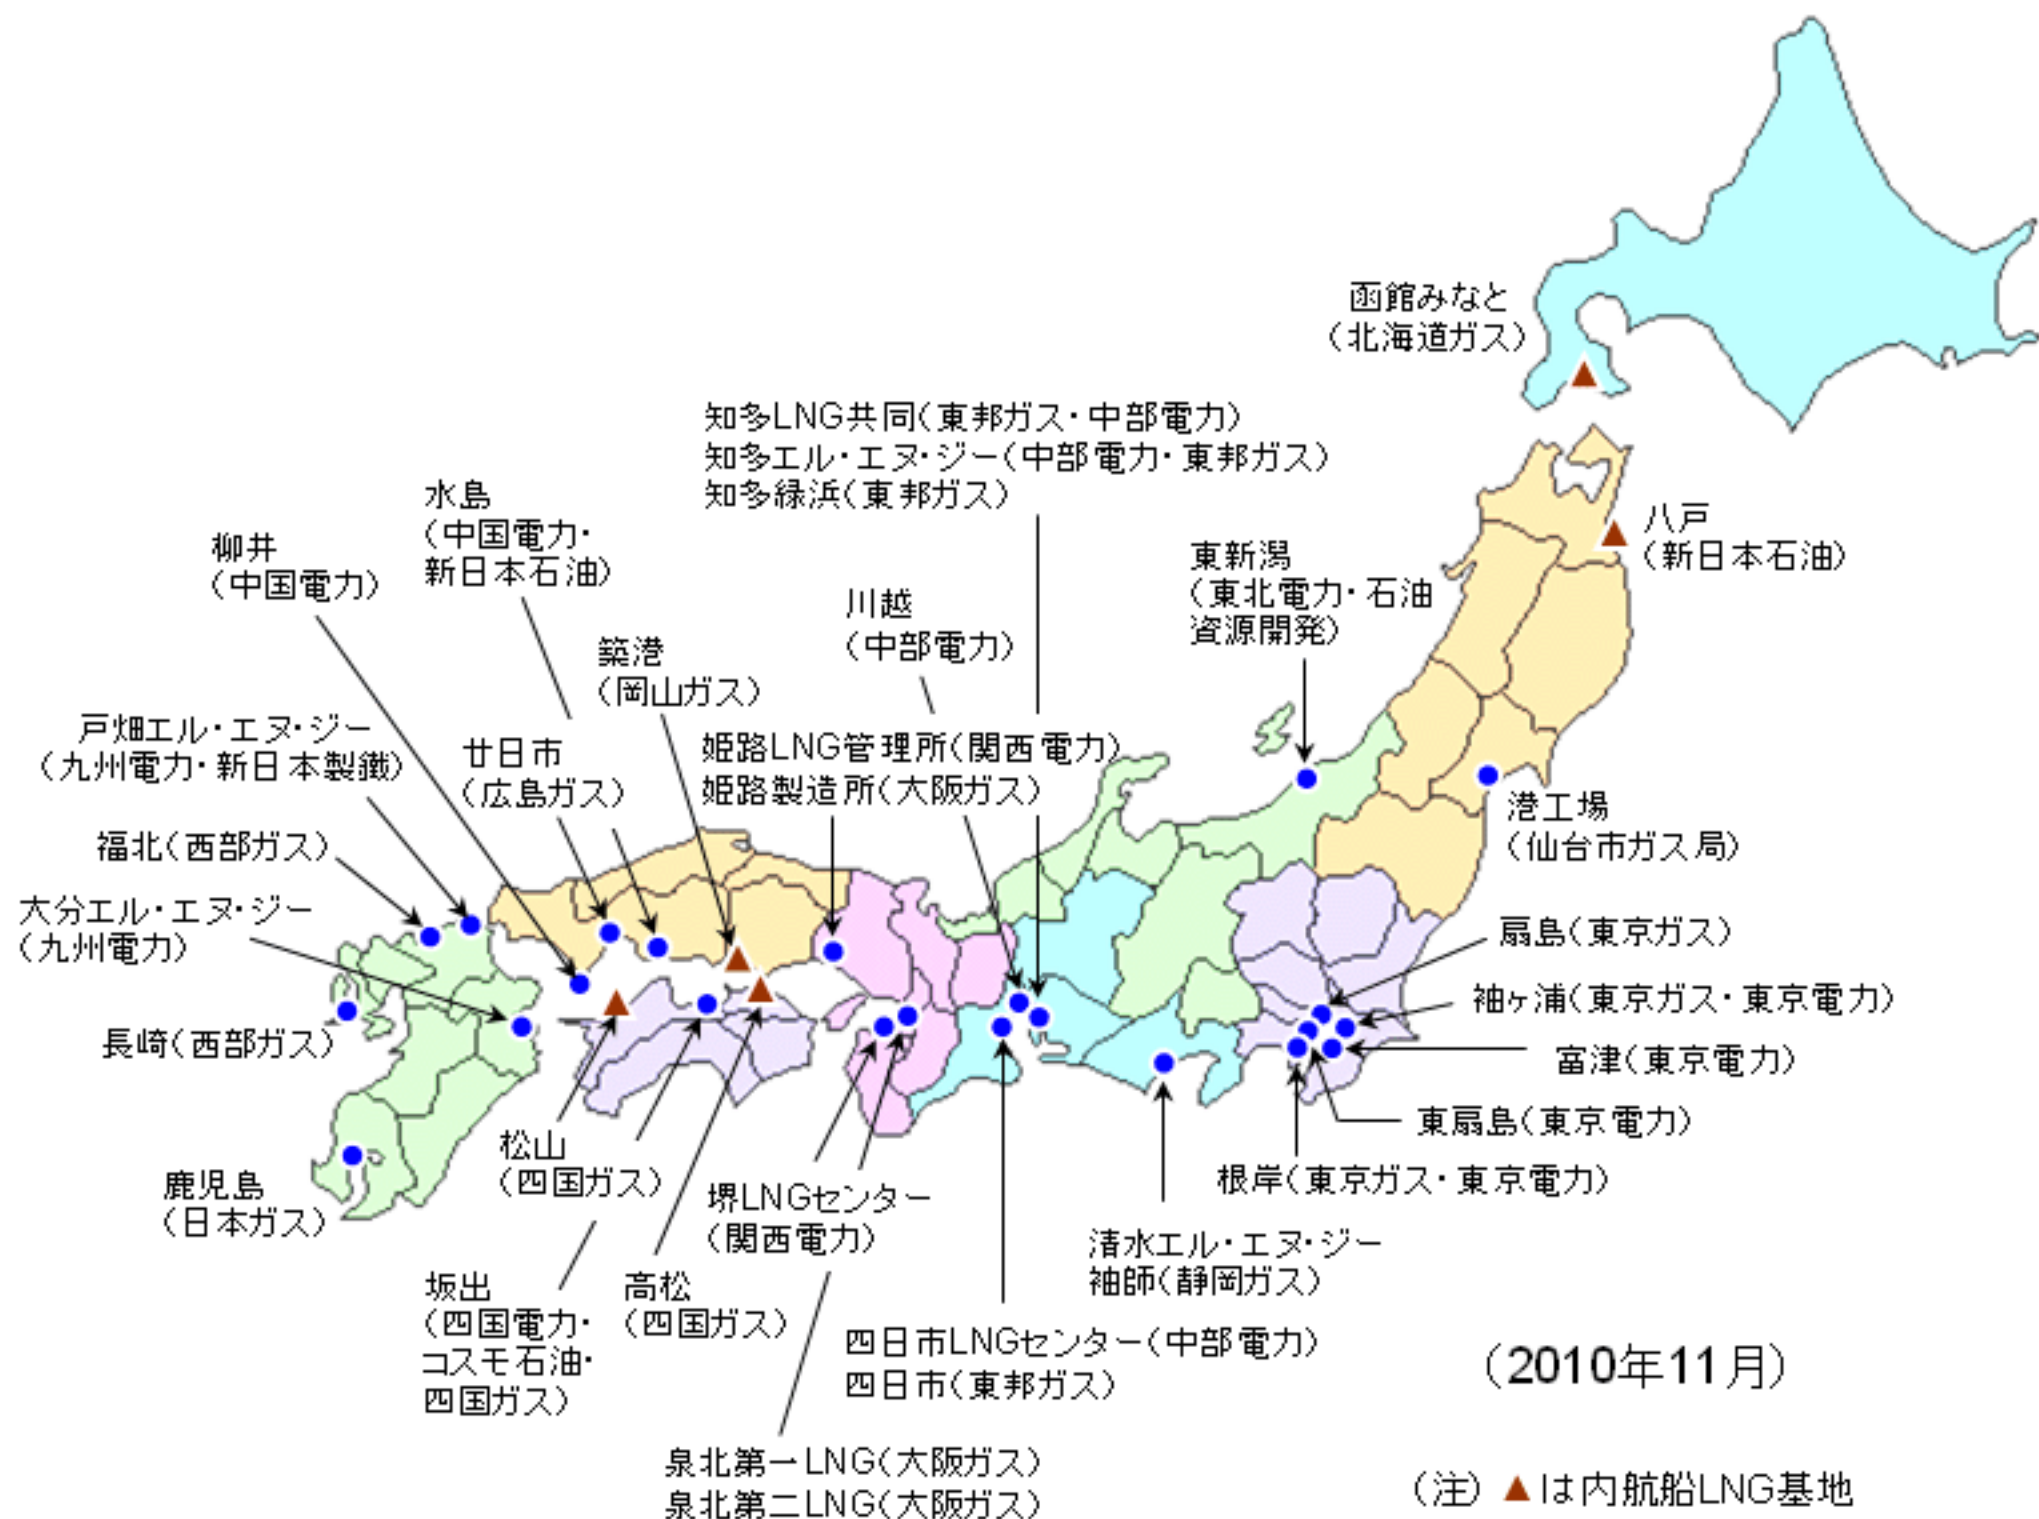 函館みなと
（北海道ガス）
知多LNG共同（東邦ガス・中部電力）
知多エル・エヌ・ジー（中部電力・東邦ガス）
知多緑浜（東邦ガス）
水島
（中国電力・
新日本石油）
八戸
（新日本石油）
柳井
（中国電力）
東新潟
（東北電力・石油
資源開発）
川越
（中部電力）
築港
（岡山ガス）
戸畑エル・エヌ・ジー
（九州電力・新日本製鐵）
廿日市
（広島ガス）
姫路LNG管理所（関西電力）
姫路製造所（大阪ガス）
港工場
（仙台市ガス局）
福北（西部ガス）
大分エル・エヌ・ジー
（九州電力）
扇島（東京ガス）
袖ヶ浦（東京ガス・東京電力）
長崎（西部ガス）
富津（東京電力）
東扇島（東京電力）
松山
（四国ガス）
根岸（東京ガス・東京電力）
鹿児島
（日本ガス）
堺LNGセンター
（関西電力）
清水エル・エヌ・ジー
袖師（静岡ガス）
坂出
（四国電力・
コスモ石油・
四国ガス）
高松
（四国ガス）
四日市LNGセンター（中部電力）
四日市（東邦ガス）
（2010年11月）
泉北第一LNG（大阪ガス）
泉北第二LNG（大阪ガス）
（注）▲は内航船LNG基地